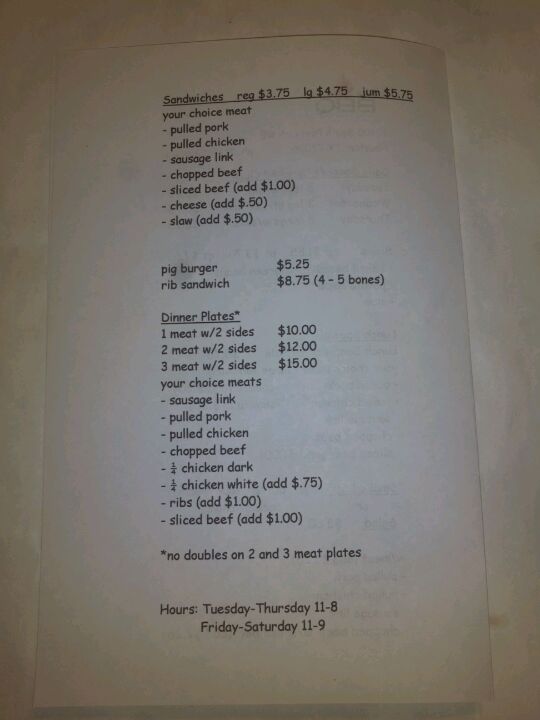 Sandwiches reg $3.75 lg $4.75 jum $5.75
your choice meat
- pulled pork
- pulled chicken
- sausage link
- chopped beef
- sliced beef (add $1.00)
- cheese (add $.50)
- slaw (add $.50)
pig burger $5.25
rib sandwich $8.75 (4 - 5 bones)
Dinner Plates*
1 meat w/2 sides $10.00
2 meat w/2 sides $12.00
3 meat w/2 sides $15.00
your choice meats
- sausage link
- pulled pork
- pulled chicken
- chopped beef
- ¼ chicken dark
- ¼ chicken white (add $.75)
- ribs (add $1.00)
- sliced beef (add $1.00)
*no doubles on 2 and 3 meat plates
Hours: Tuesday-Thursday 11-8
Friday-Saturday 11-9